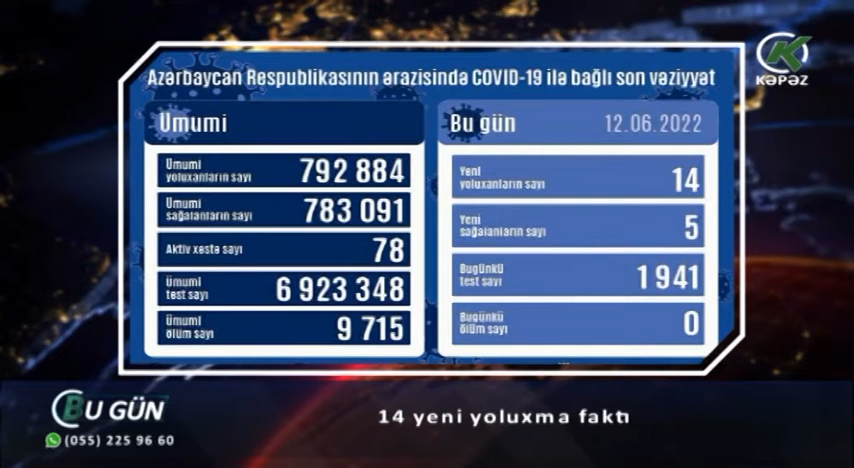 KƏPƏZ
Azərbaycan Respublikasının ərazisində COVID-19 ilə bağlı son vəziyyət
Ümumi
Ümumi
yoluxanların sayı
792 884
Ümumi
sağalanların sayı
783 091
Aktiv xəstə sayı
78
Ümumi
test sayı
6 923 348
Ümumi
ölüm sayı
9 715
Bu gün
12.06.2022
Yeni
yoluxanların sayı
14
Yeni
sağalanların sayı
5
Bugünkü
test sayı
1 941
Bugünkü
ölüm sayı
0
BU GÜN
(055) 225 96 60
14 yeni yoluxma faktı